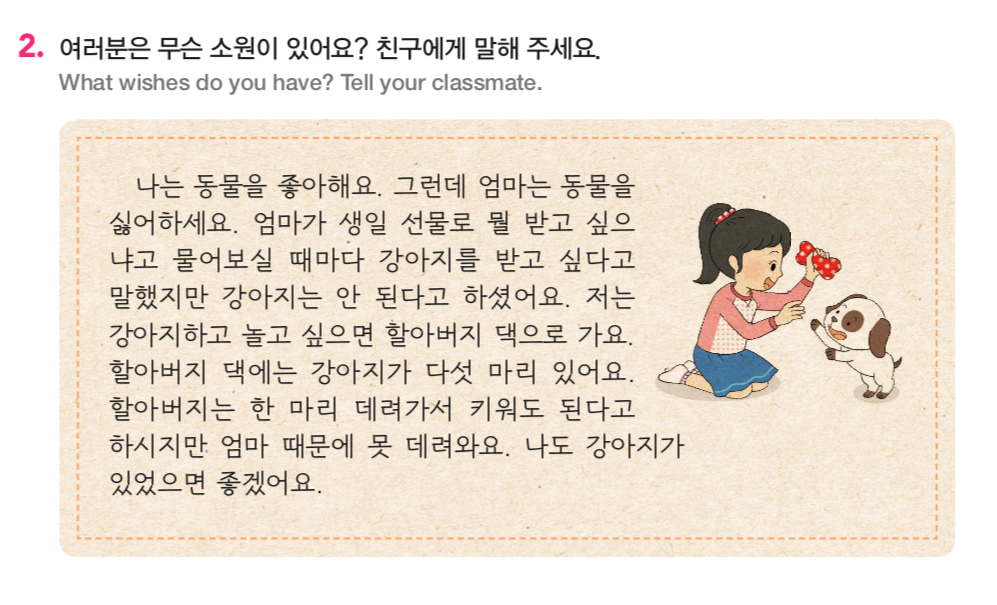 2. 여러분은 무슨 소원이 있어요? 친구에게 말해 주세요.
What wishes do you have? Tell your classmate.
나는 동물을 좋아해요. 그런데 엄마는 동물을
싫어하세요. 엄마가 생일 선물로 뭘 받고 싶으
냐고 물어보실 때마다 강아지를 받고 싶다고
말했지만 강아지는 안 된다고 하셨어요. 저는
강아지하고 놀고 싶으면 할아버지 댁으로 가요.
할아버지 댁에는 강아지가 다섯 마리 있어요.
할아버지는 한 마리 데려가서 키워도 된다고
하시지만 엄마 때문에 못 데려와요. 나도 강아지가
있었으면 좋겠어요.